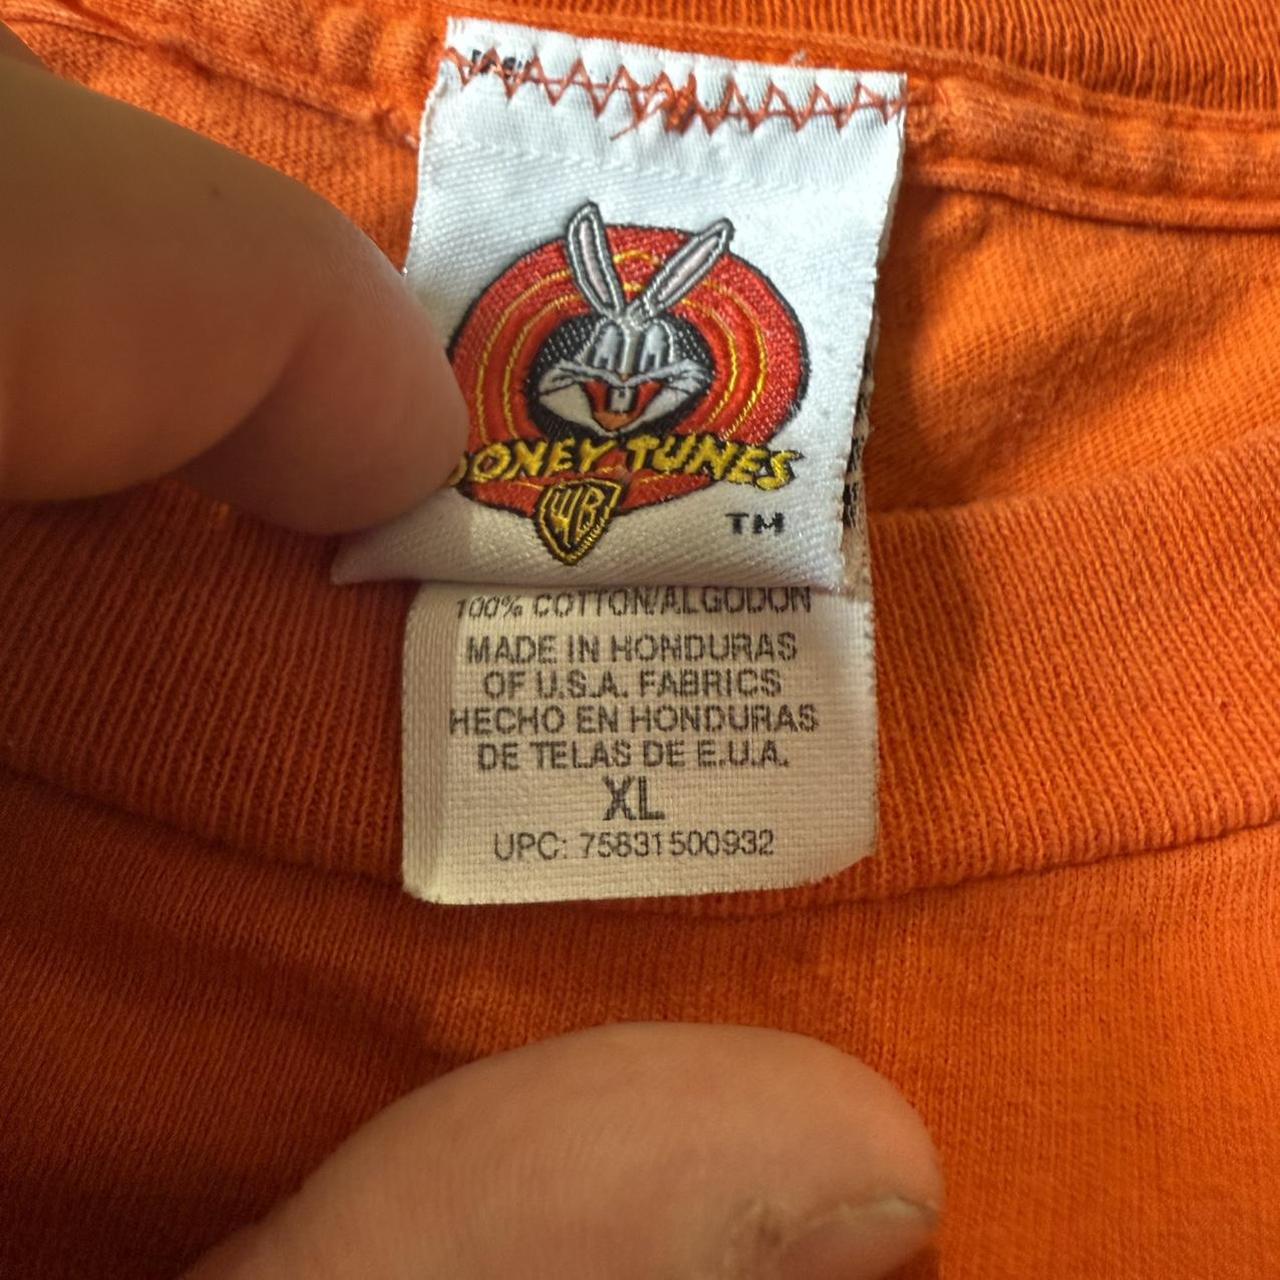 LOONEY TUNES
WB
TM
100% COTTON/ALGODON
MADE IN HONDURAS
OF U.S.A. FABRICS
HECHO EN HONDURAS
DE TELAS DE E.U.A.
XL
UPC: 75831500932